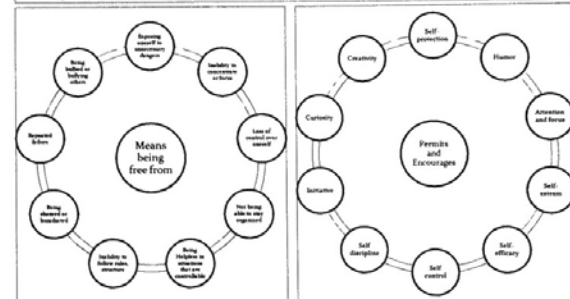 Exposing
oneself to
unnecessary
dangers
Inability to
concentrate
or focus
Loss of
control over
oneself
Not being
able to stay
organized
Being
Helpless in
situations
that are
controllable
Inability to
follow rules,
structure
Being
shamed or
Repeated
failure
Being
bullied or
bullying
others
Means
being
free from
Self-
protection
Humor
Attention
and focus
Self-
esteem
Self-
efficacy
Self
control
Self
discipline
Initiative
Curiosity
Creativity
Permits
and
Encourages